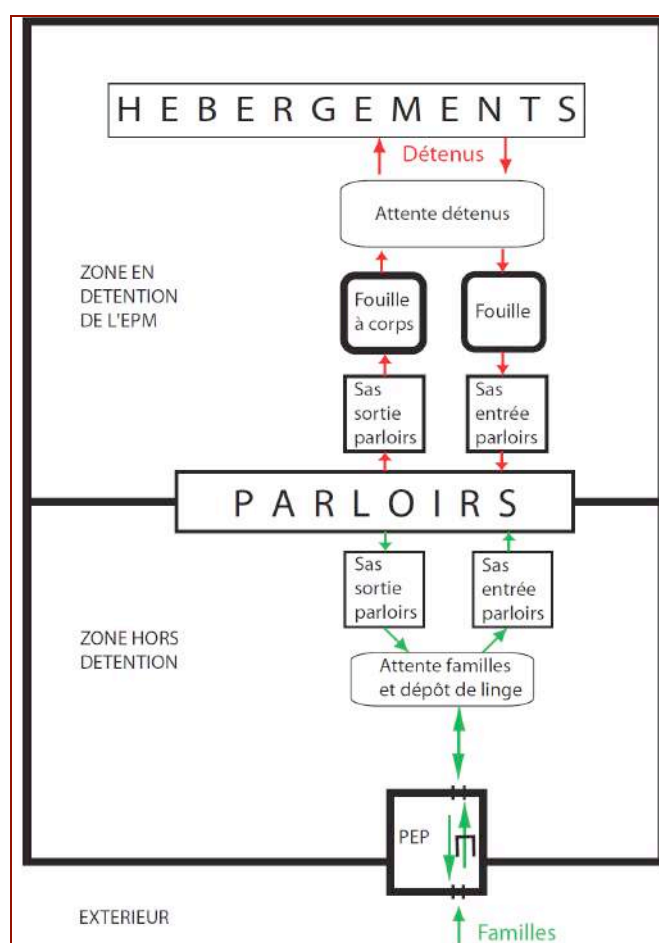 HEBERGEMENTS
Détenus
Attente détenus
ZONE EN
DETENTION
DE L'EPM
Fouille
à corps
Fouille
Sas
sortie
parloirs
Sas
entrée
parloirs
PARLOIRS
Sas
sortie
parloirs
Sas
entrée
parloirs
ZONE HORS
DETENTION
Attente familles
et dépôt de linge
PEP
EXTERIEUR
Familles